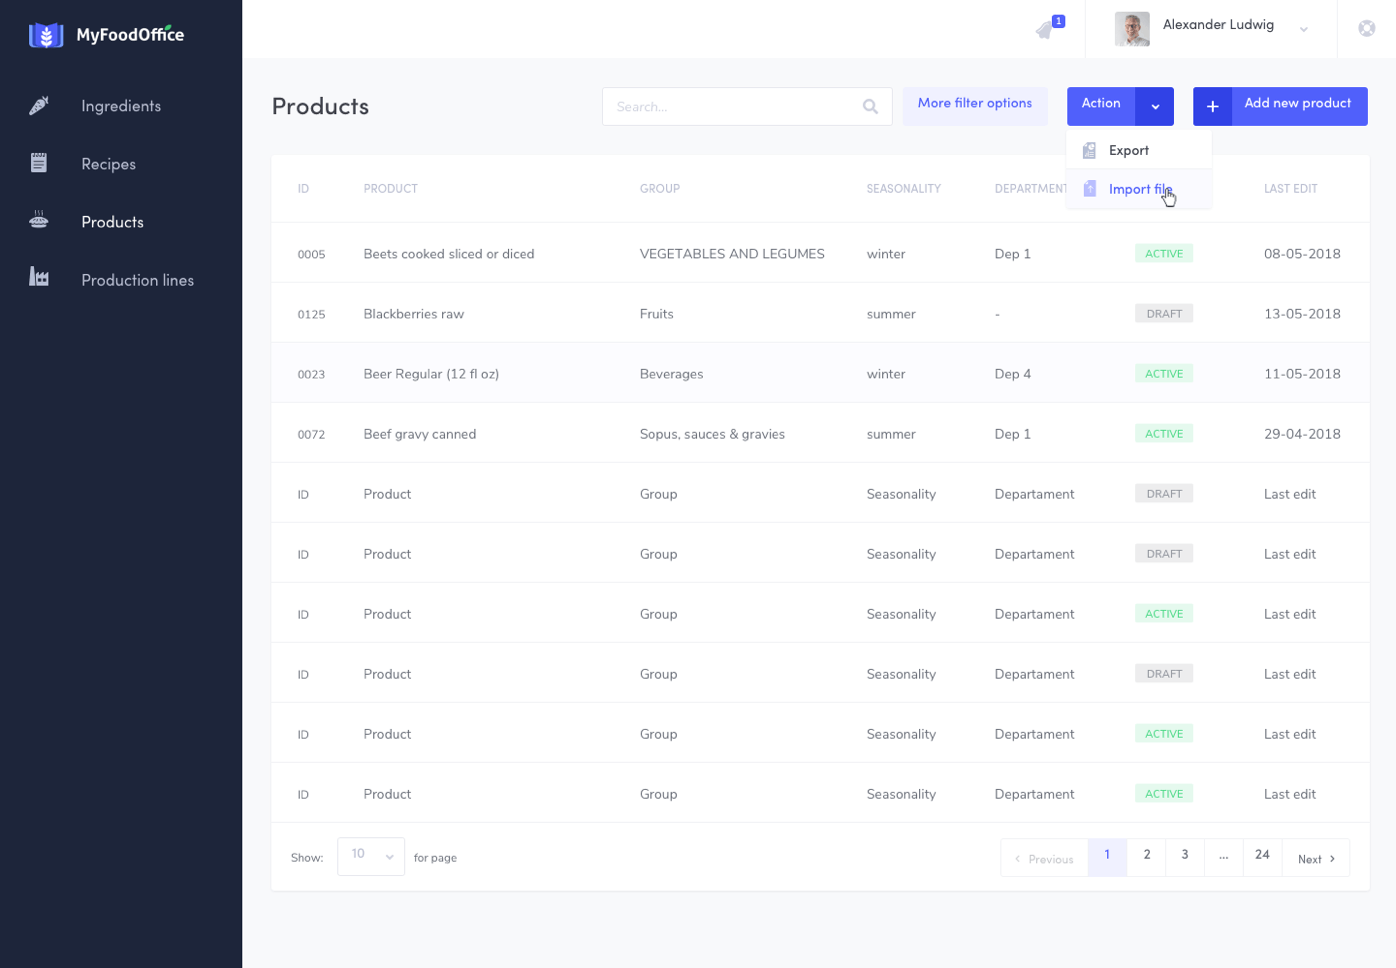 MyFoodOffice
1
Alexander Ludwig
Ingredients
Recipes
Products
Production lines
Products
Search...
More filter options
Action
Add new product
Export
Import file
ID PRODUCT GROUP SEASONALITY DEPARTMENT LAST EDIT
0005 Beets cooked sliced or diced VEGETABLES AND LEGUMES winter Dep 1 ACTIVE 08-05-2018
0125 Blackberries raw Fruits summer - DRAFT 13-05-2018
0023 Beer Regular (12 fl oz) Beverages winter Dep 4 ACTIVE 11-05-2018
0072 Beef gravy canned Sopus, sauces & gravies summer Dep 1 ACTIVE 29-04-2018
ID Product Group Seasonality Departament DRAFT Last edit
ID Product Group Seasonality Departament DRAFT Last edit
ID Product Group Seasonality Departament ACTIVE Last edit
ID Product Group Seasonality Departament DRAFT Last edit
ID Product Group Seasonality Departament ACTIVE Last edit
ID Product Group Seasonality Departament ACTIVE Last edit
Show: 10 for page
Previous 1 2 3 ... 24 Next